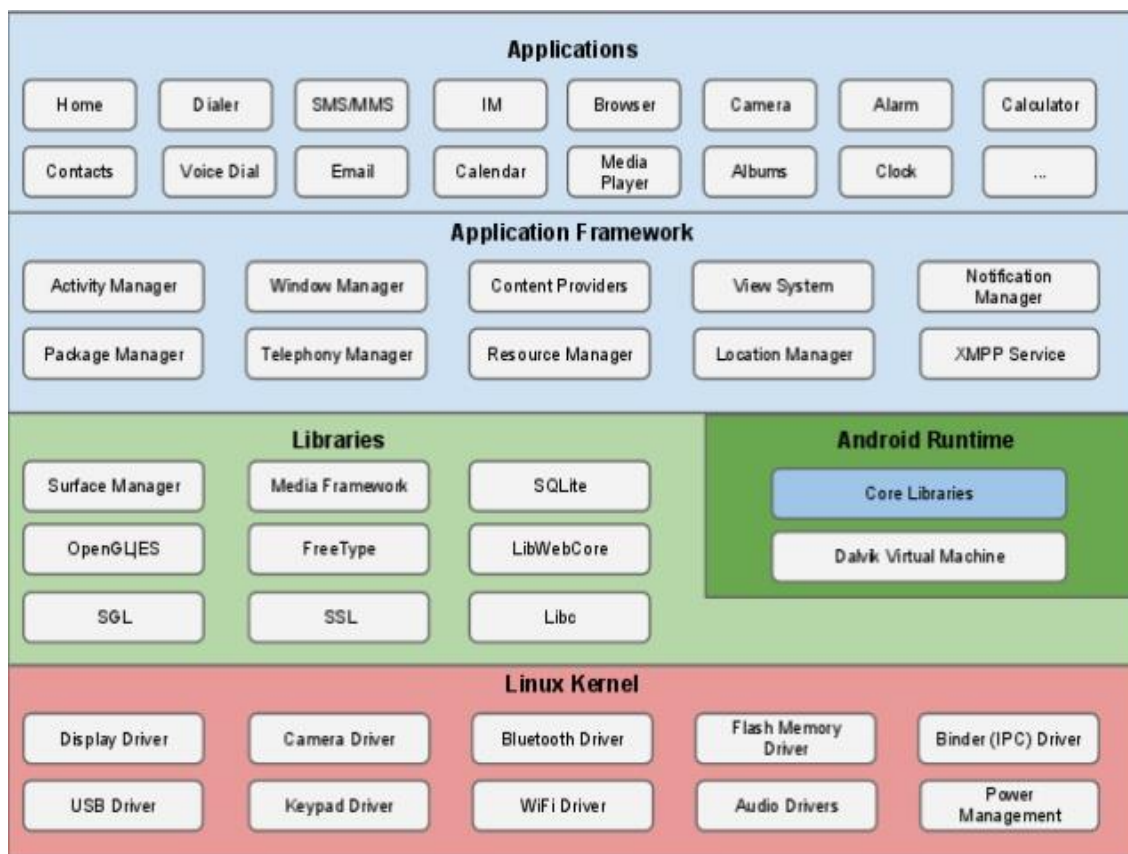 Applications
Home
Dialer
SMS/MMS
IM
Browser
Camera
Alarm
Calculator
Contacts
Voice Dial
Email
Calendar
Media
Player
Albums
Clock
...
Application Framework
Activity Manager
Window Manager
Content Providers
View System
Notification
Manager
Package Manager
Telephony Manager
Resource Manager
Location Manager
XMPP Service
Libraries
Surface Manager
Media Framework
SQLite
OpenGL|ES
FreeType
LibWebCore
SGL
SSL
Libc
Android Runtime
Core Libraries
Dalvik Virtual Machine
Linux Kernel
Display Driver
Camera Driver
Bluetooth Driver
Flash Memory
Driver
Binder (IPC) Driver
USB Driver
Keypad Driver
WiFi Driver
Audio Drivers
Power
Management